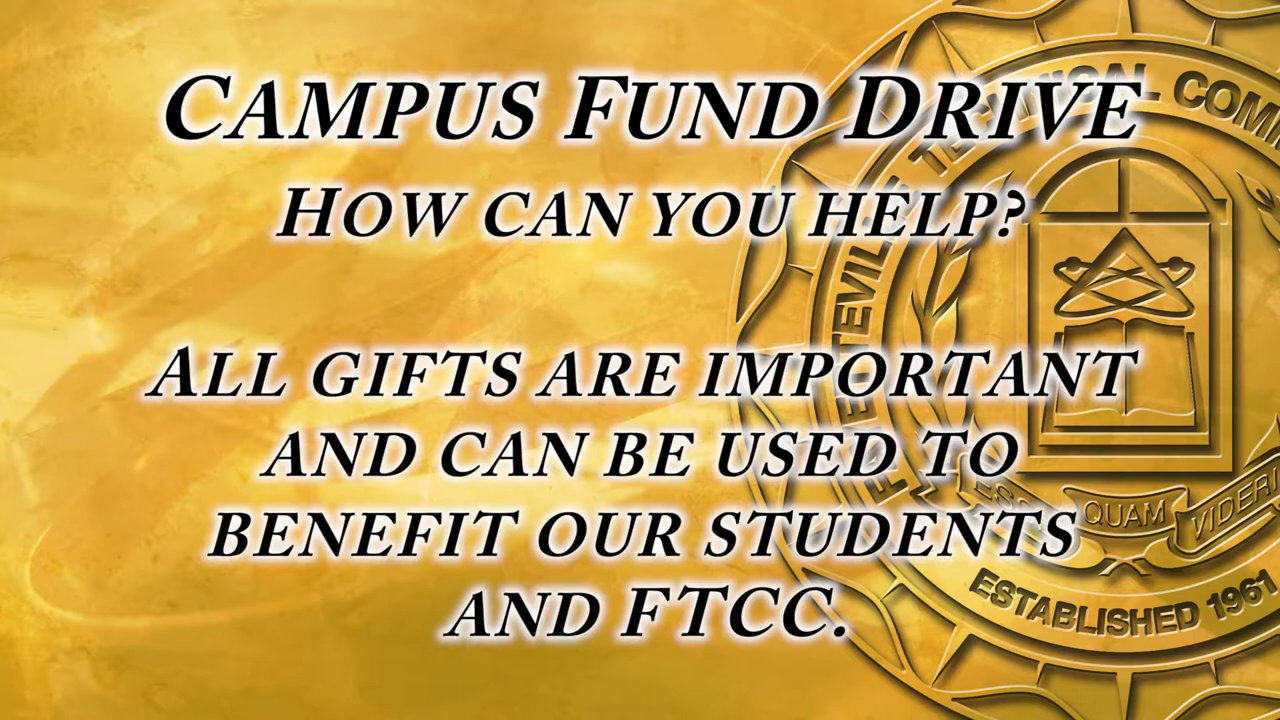 CAMPUS FUND DRIVE
HOW CAN YOU HELP?
ALL GIFTS ARE IMPORTANT
AND CAN BE USED TO
BENEFIT OUR STUDENTS
AND FTCC.
QUAM VIDERI
ESTABLISHED 1961